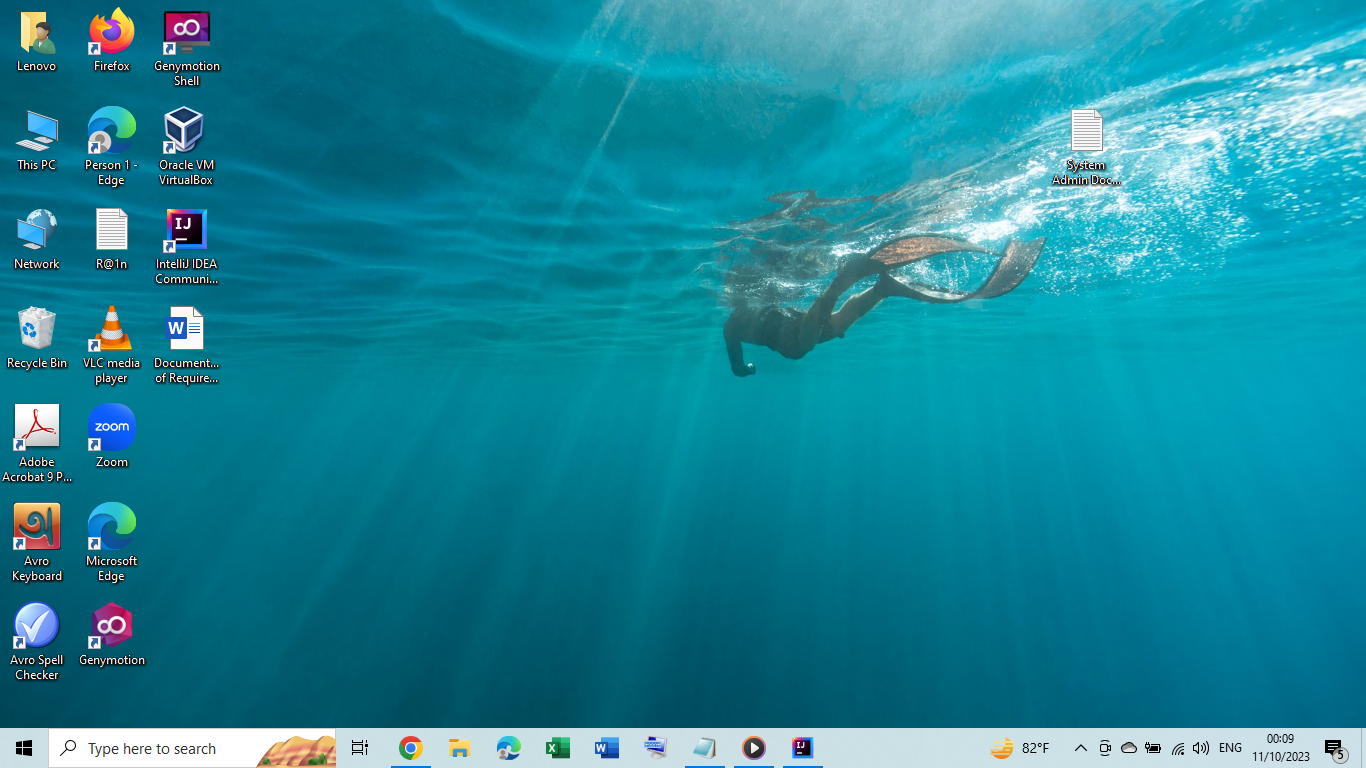 Lenovo
Firefox
Genymotion
Shell
This PC
Person 1 -
Edge
Oracle VM
VirtualBox
System
Admin Doc...
Network
R@1n
IJ
IntelliJ IDEA
Communi...
Recycle Bin
VLC media
player
W
Document...
of Require...
Adobe
Acrobat 9 P...
zoom
Zoom
Avro
Keyboard
Microsoft
Edge
Avro Spell
Checker
Genymotion
Type here to search
82°F
ENG
00:09
11/10/2023
5